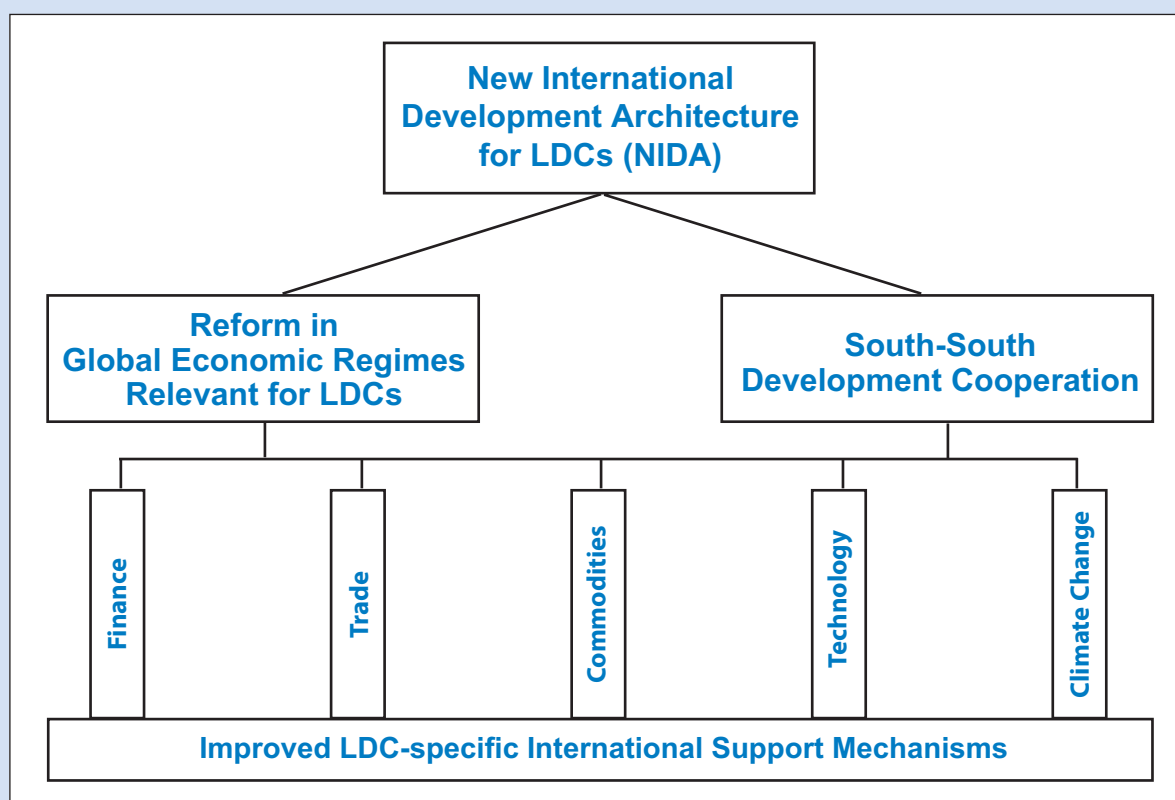 New International
Development Architecture
for LDCs (NIDA)
Reform in
Global Economic Regimes
Relevant for LDCs
South-South
Development Cooperation
Finance
Trade
Commodities
Technology
Climate Change
Improved LDC-specific International Support Mechanisms